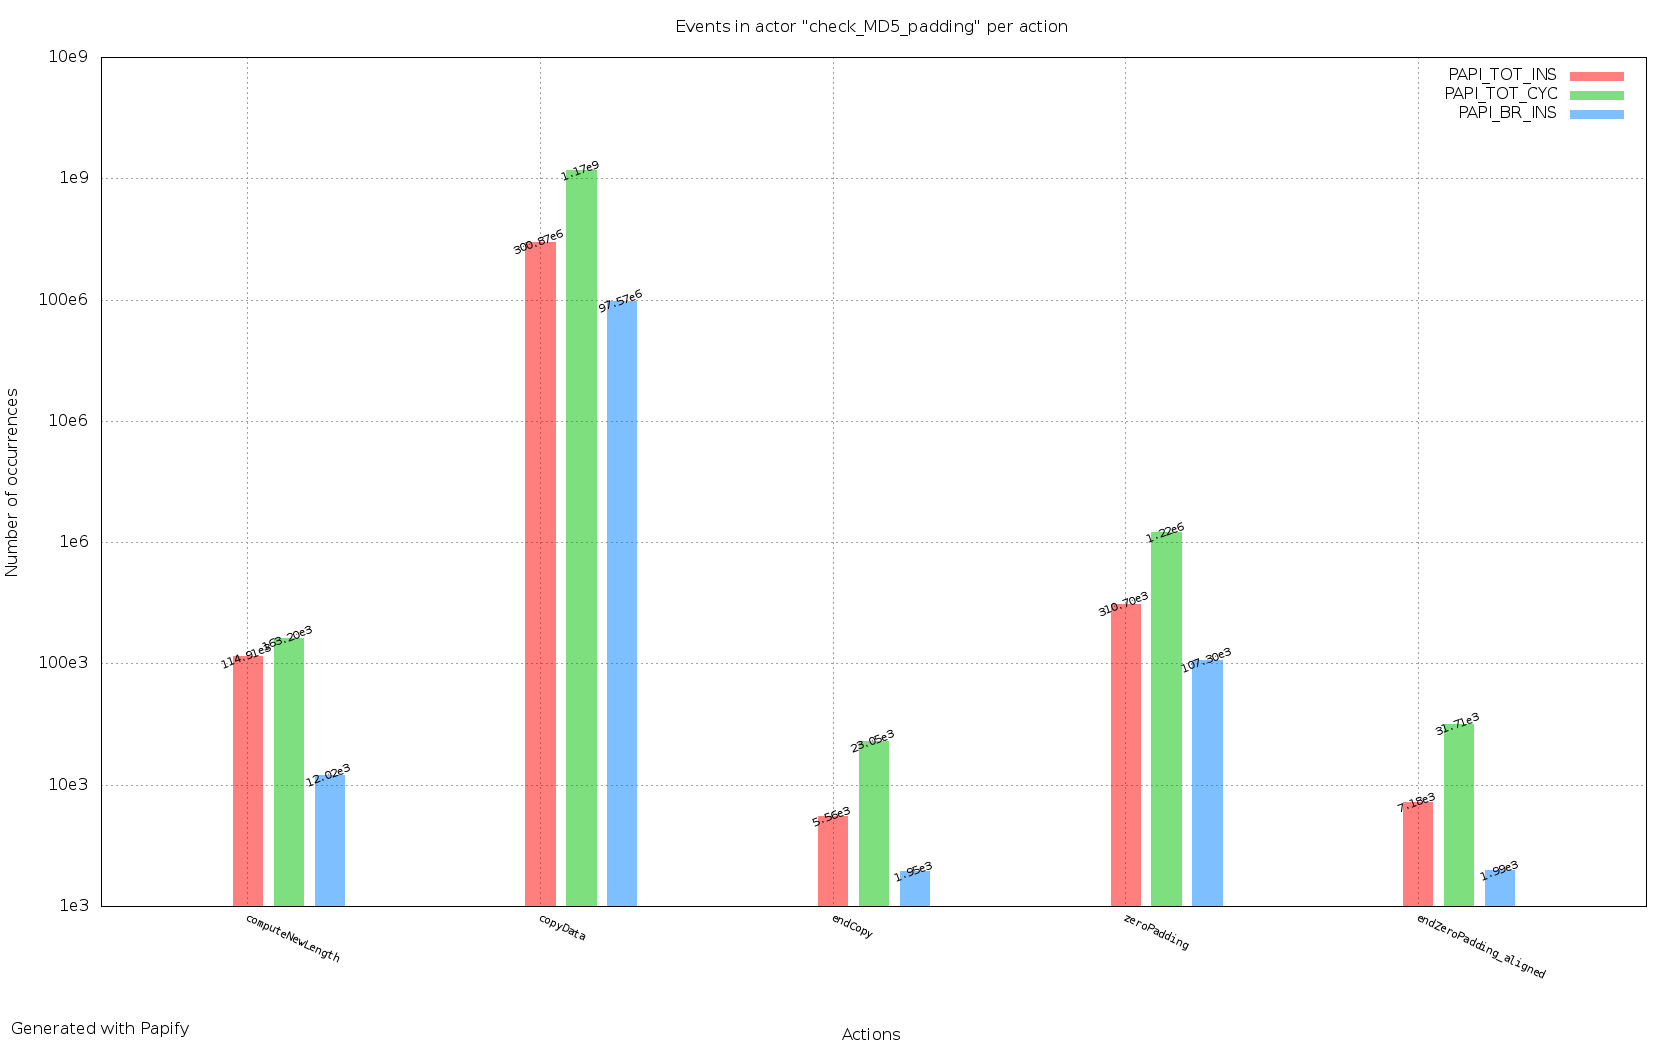 Events in actor "check_MD5_padding" per action
PAPI_TOT_INS
PAPI_TOT_CYC
PAPI_BR_INS
10e9
1e9
100e6
10e6
1e6
100e3
10e3
1e3
Number of occurrences
114.91e3
163.20e3
12.02e3
300.87e6
1.17e9
97.57e6
5.56e3
23.05e3
1.95e3
310.70e3
1.22e6
107.30e3
7.18e3
31.71e3
1.99e3
computeNewLength
copyData
endCopy
zeroPadding
endZeroPadding_aligned
Actions
Generated with Papify